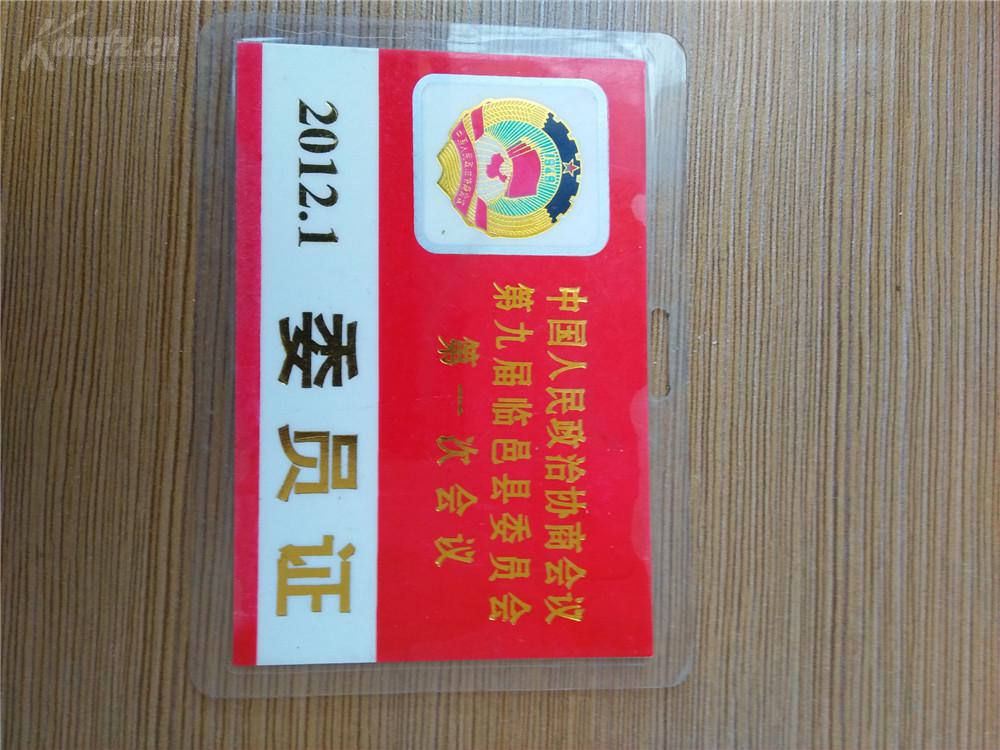 中国人民政治协商会议
第九届临邑县委员会
第一次会议
2012.1 委员证
1949
Kongfz.cn